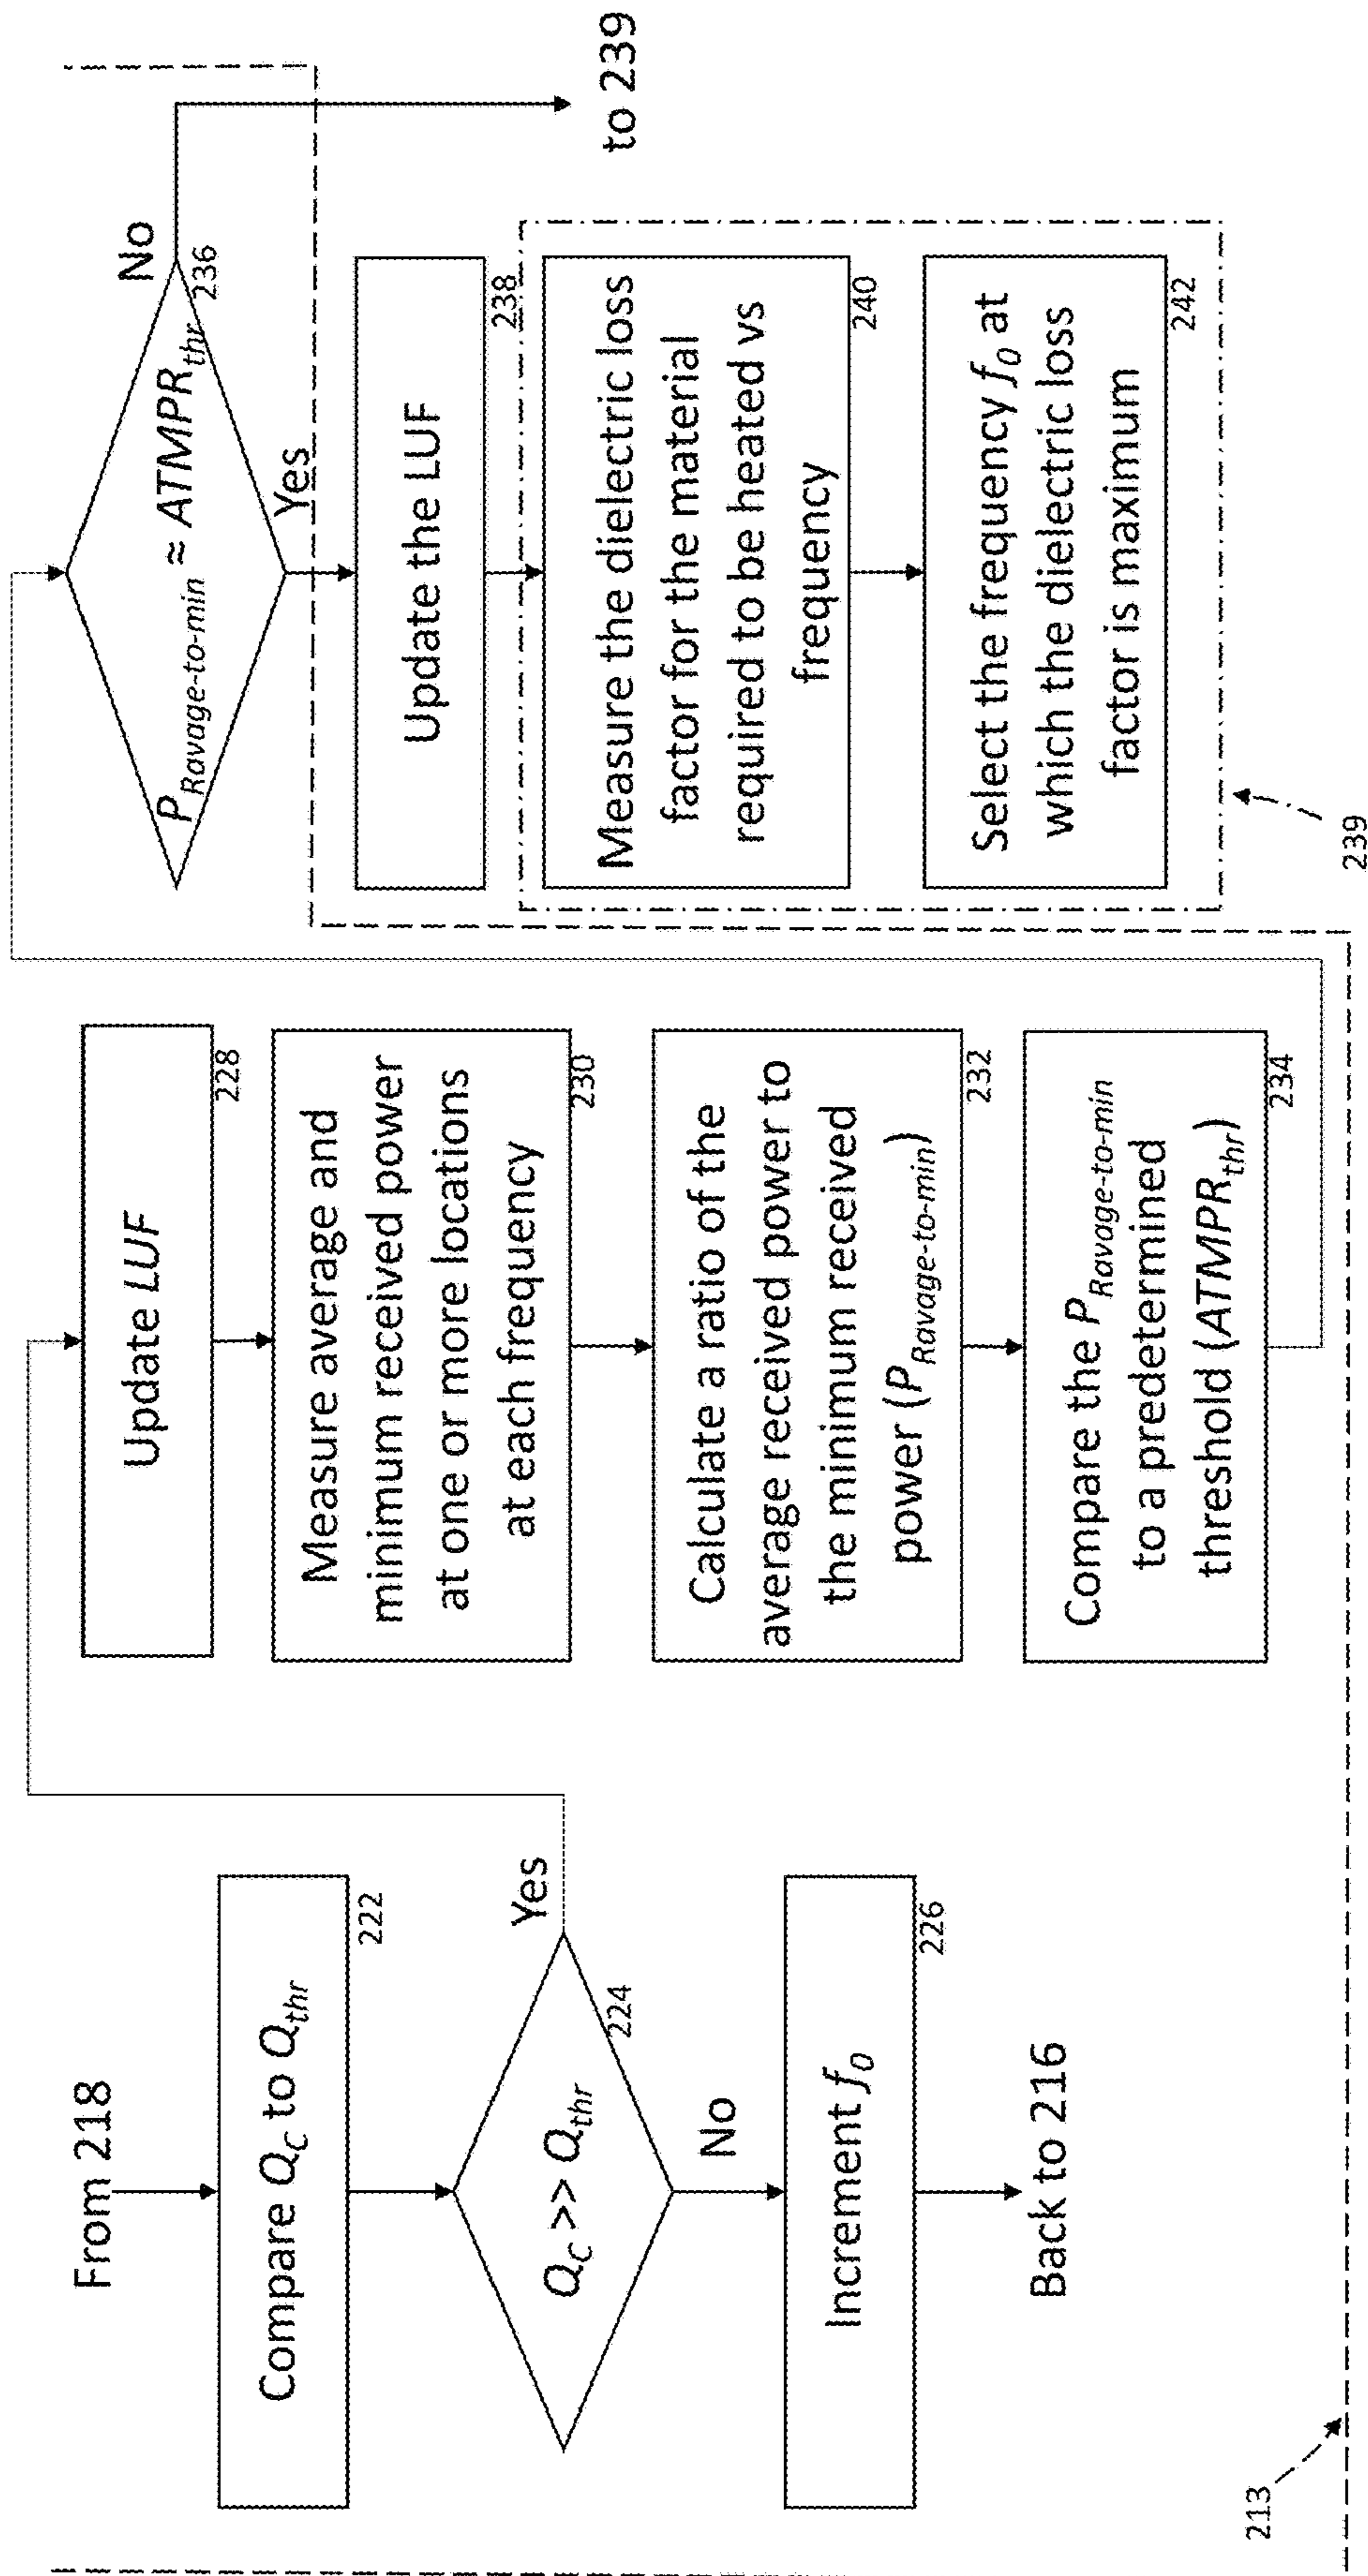 From 218
Compare Q_C to Q_thr
222
Q_C >> Q_thr
224
Yes
No
Increment f_0
226
Back to 216
213
Update LUF
228
Measure average and
minimum received power
at one or more locations
at each frequency
230
Calculate a ratio of the
average received power to
the minimum received
power (P_Ravage-to-min)
232
Compare the P_Ravage-to-min
to a predetermined
threshold (ATMPR_thr)
234
P_Ravage-to-min ≈ ATMPR_thr
236
No
to 239
Yes
Update the LUF
238
Measure the dielectric loss
factor for the material
required to be heated vs
frequency
240
Select the frequency f_0 at
which the dielectric loss
factor is maximum
242
239